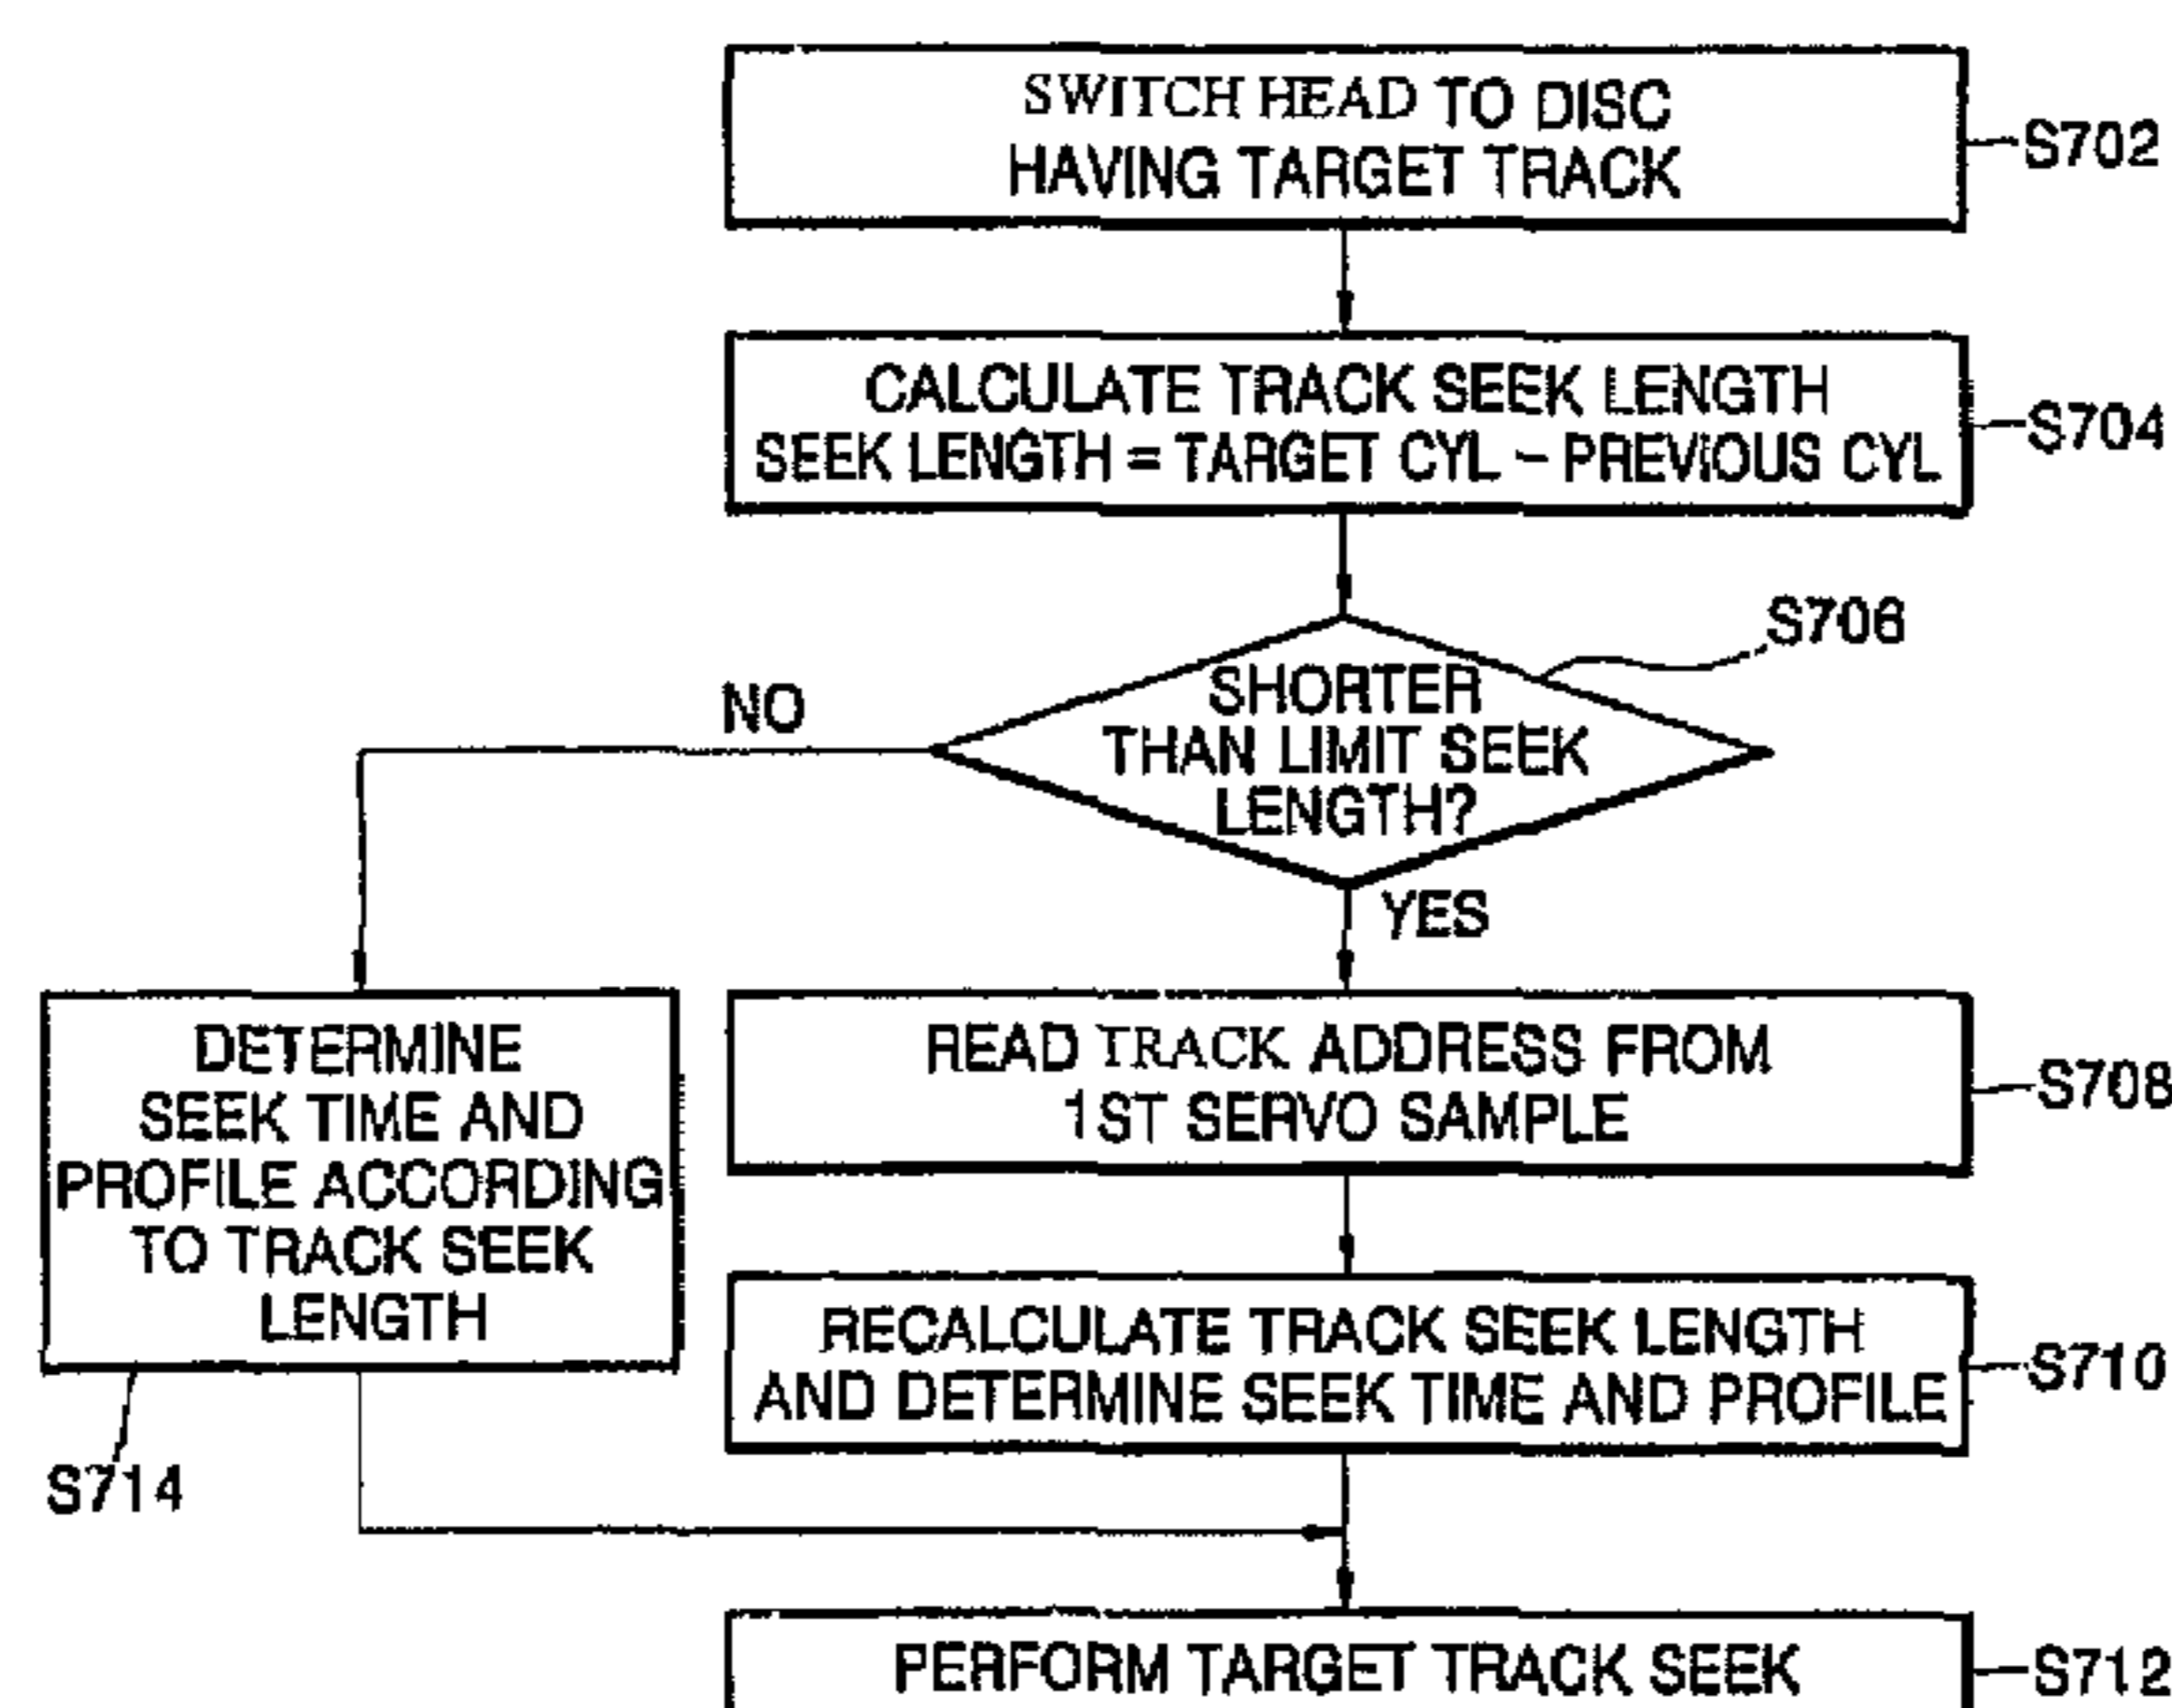 SWITCH HEAD TO DISC
HAVING TARGET TRACK
S702
CALCULATE TRACK SEEK LENGTH
SEEK LENGTH = TARGET CYL - PREVIOUS CYL
S704
S706
SHORTER
THAN LIMIT SEEK
LENGTH?
NO
YES
DETERMINE
SEEK TIME AND
PROFILE ACCORDING
TO TRACK SEEK
LENGTH
S714
READ TRACK ADDRESS FROM
1ST SERVO SAMPLE
S708
RECALCULATE TRACK SEEK LENGTH
AND DETERMINE SEEK TIME AND PROFILE
S710
PERFORM TARGET TRACK SEEK
S712